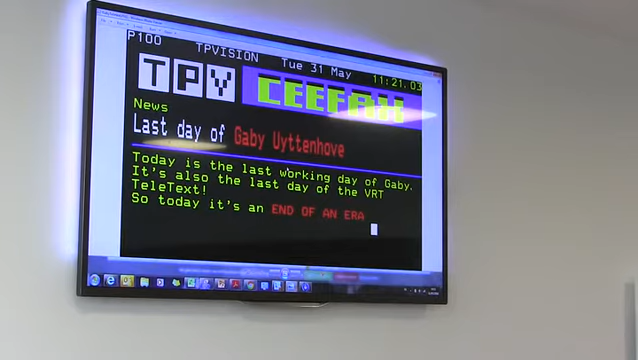 P100 TPVISION Tue 31 May 11:21.03
TPV CEEFAX
News
Last day of Gaby Uyttenhove
Today is the last working day of Gaby.
It's also the last day of the VRT
TeleText!
So today it's an END OF AN ERA